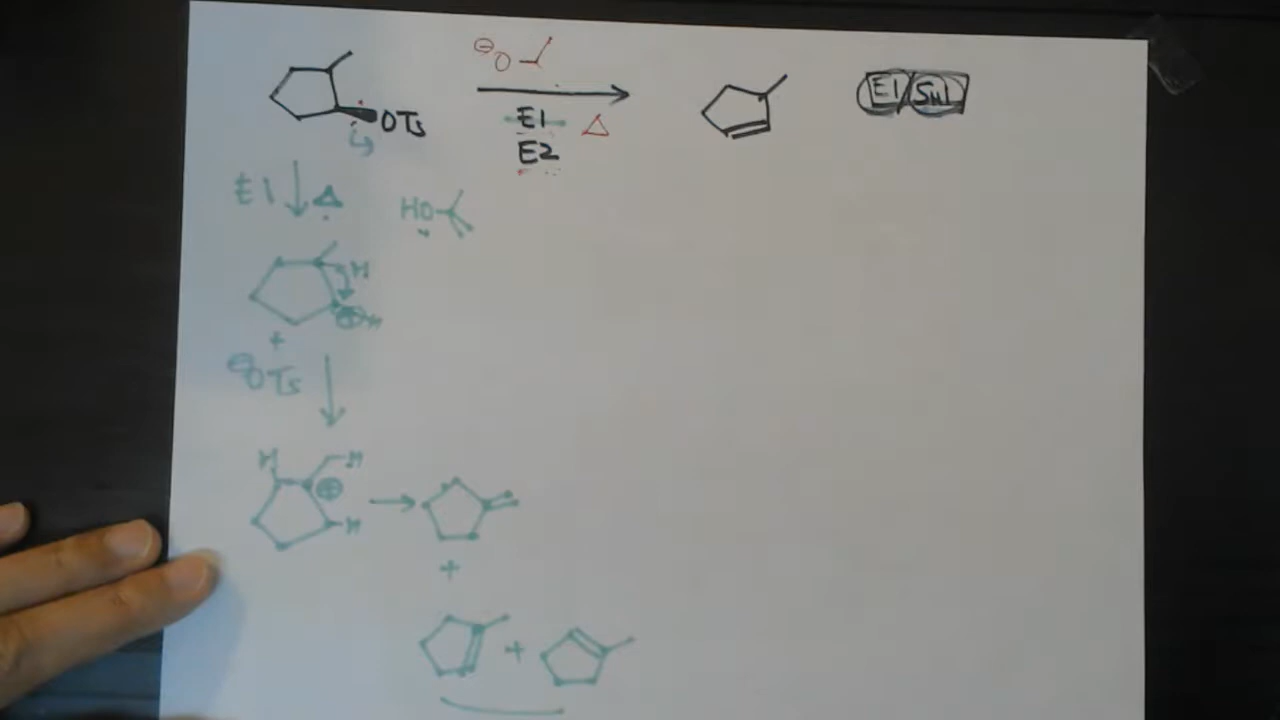 ⊖O
OTs
E1 Δ
E2
E1/SN1
E1 Δ
HO
H
⊕ H
+
⊖OTs
H H
⊕
H
+
+